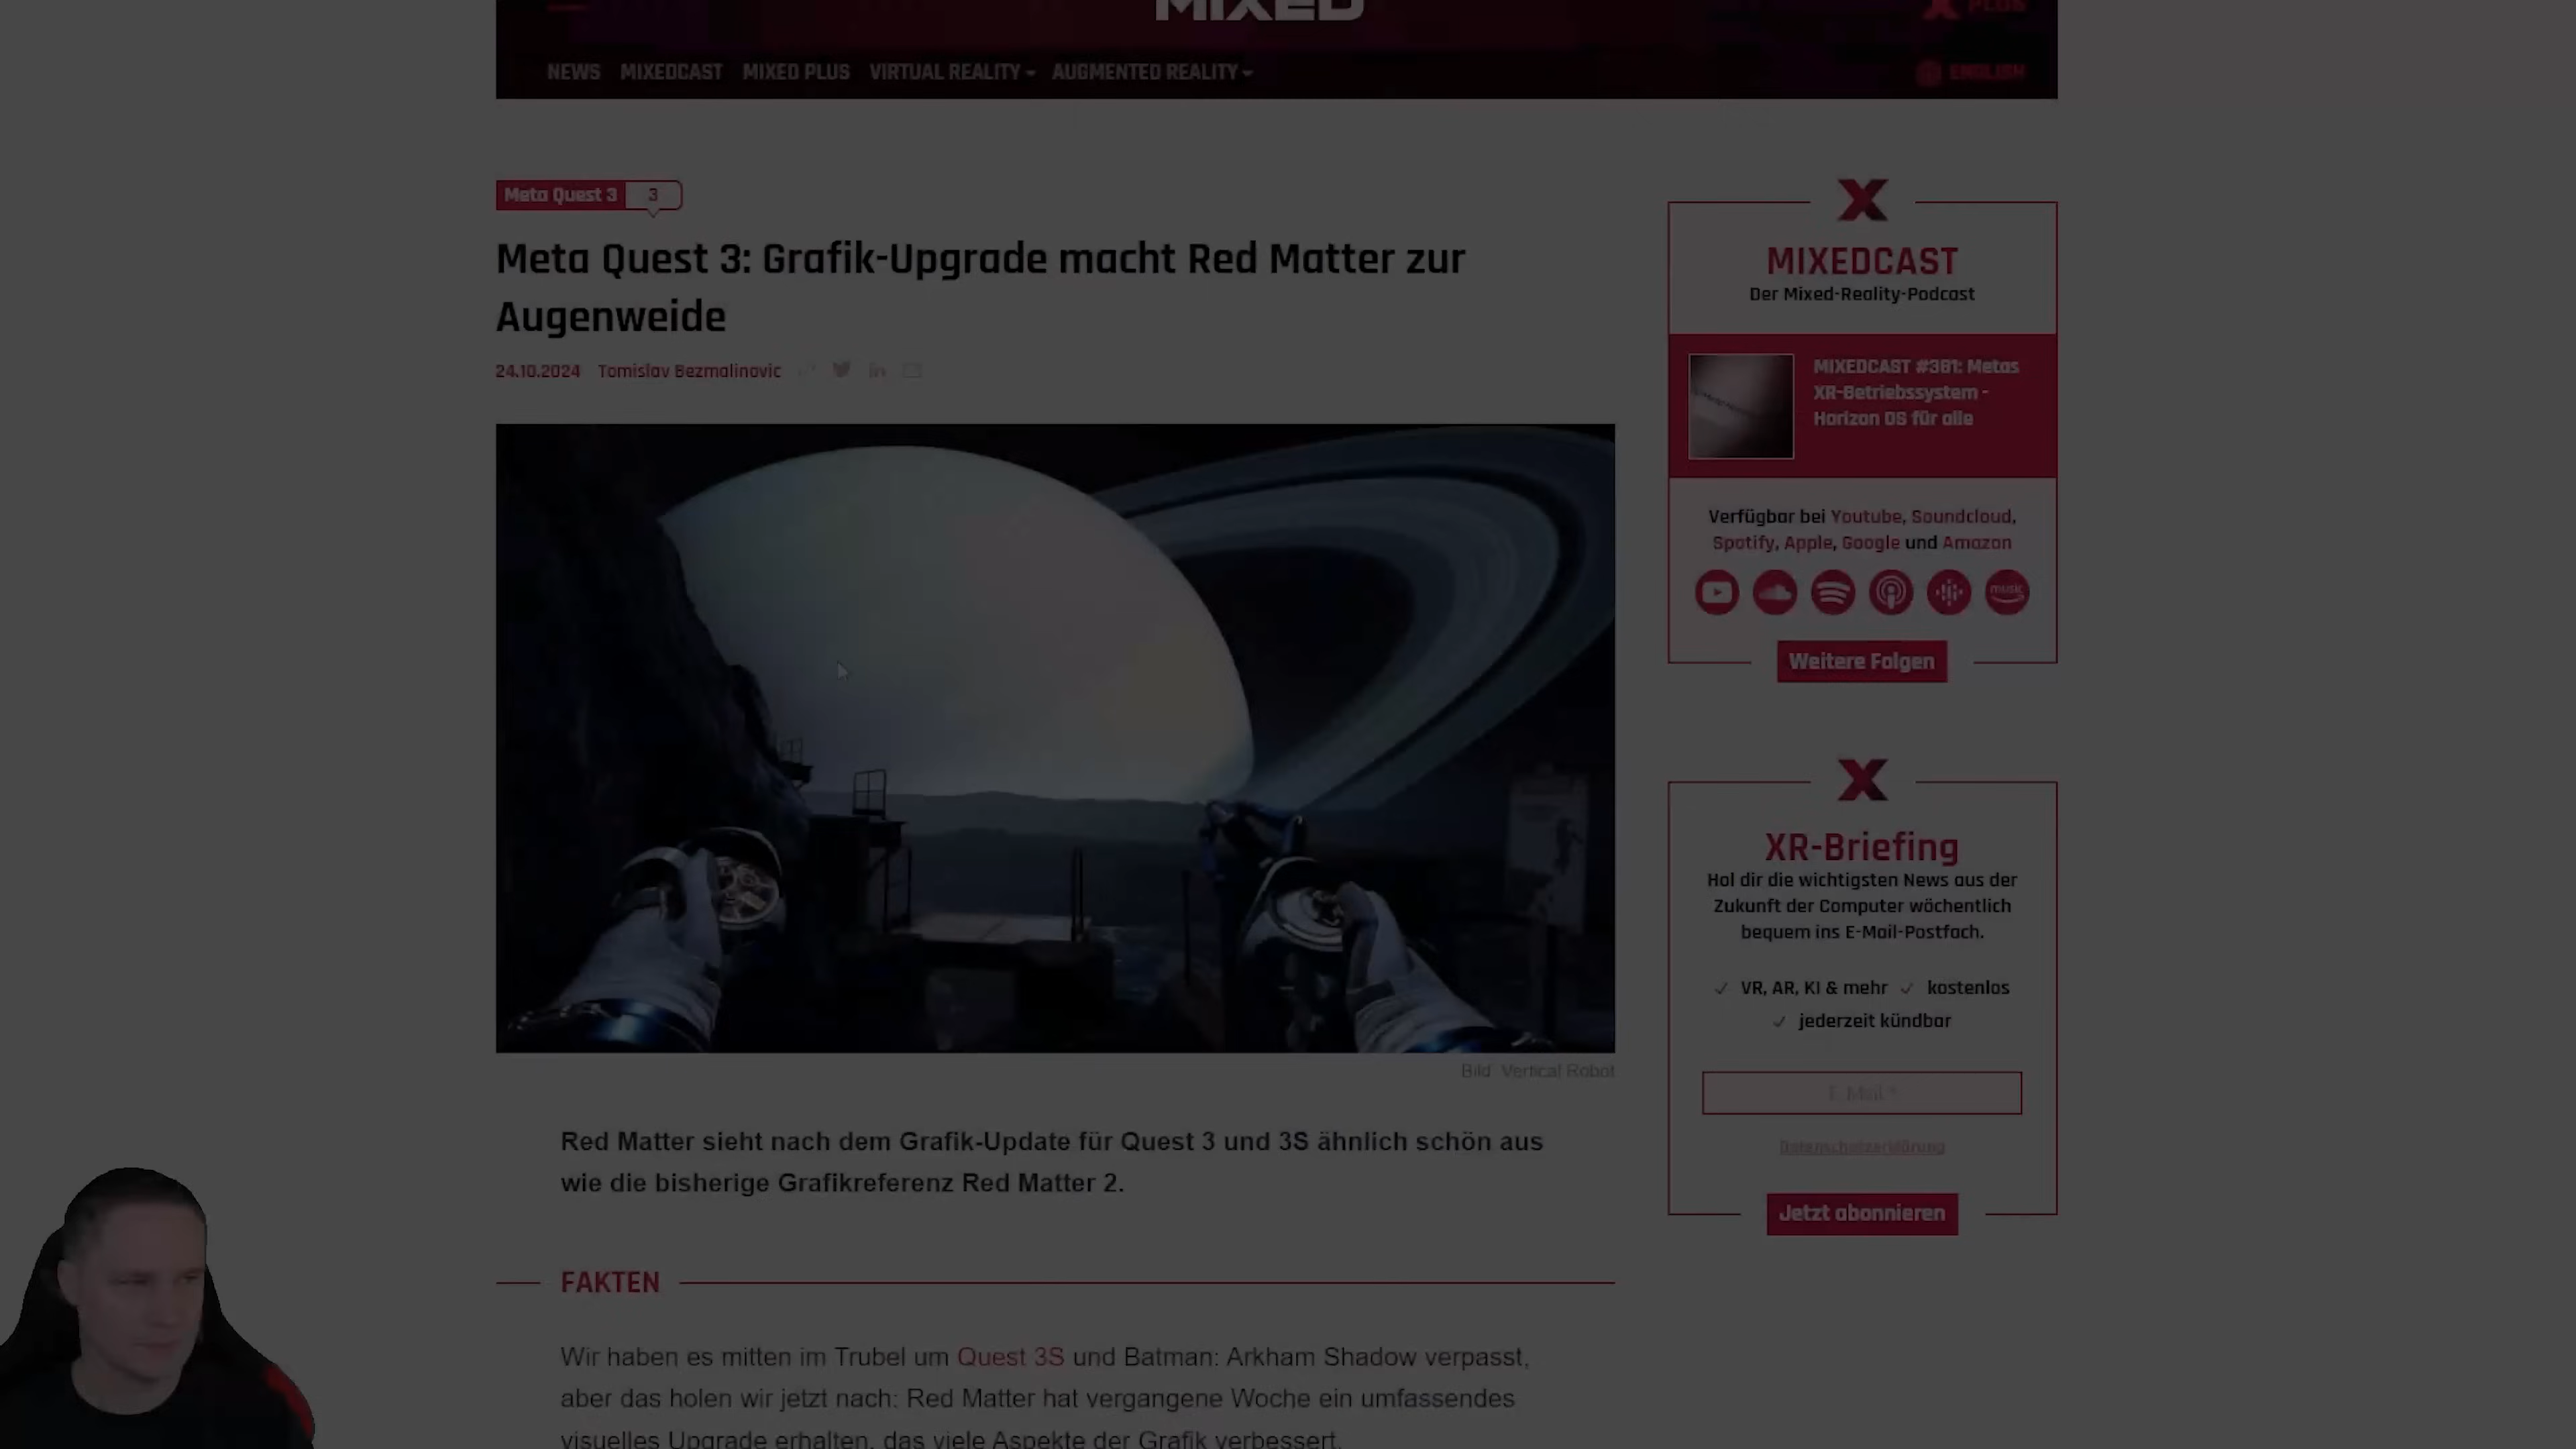 MIXED
PLUS
NEWS MIXEDCAST MIXED PLUS VIRTUAL REALITY AUGMENTED REALITY
ENGLISH
Meta Quest 3 3
Meta Quest 3: Grafik-Upgrade macht Red Matter zur
Augenweide
24.10.2024 Tomislav Bezmalinovic
Bild: Vertical Robot
Red Matter sieht nach dem Grafik-Update für Quest 3 und 3S ähnlich schön aus
wie die bisherige Grafikreferenz Red Matter 2.
FAKTEN
Wir haben es mitten im Trubel um Quest 3S und Batman: Arkham Shadow verpasst,
aber das holen wir jetzt nach: Red Matter hat vergangene Woche ein umfassendes
visuelles Upgrade erhalten, das viele Aspekte der Grafik verbessert.
MIXEDCAST
Der Mixed-Reality-Podcast
MIXEDCAST #381: Metas
XR-Betriebssystem -
Horizon OS für alle
Verfügbar bei Youtube, Soundcloud,
Spotify, Apple, Google und Amazon
music
Weitere Folgen
XR-Briefing
Hol dir die wichtigsten News aus der
Zukunft der Computer wöchentlich
bequem ins E-Mail-Postfach.
✓ VR, AR, KI & mehr ✓ kostenlos
✓ jederzeit kündbar
E-Mail *
Datenschutzerklärung
Jetzt abonnieren